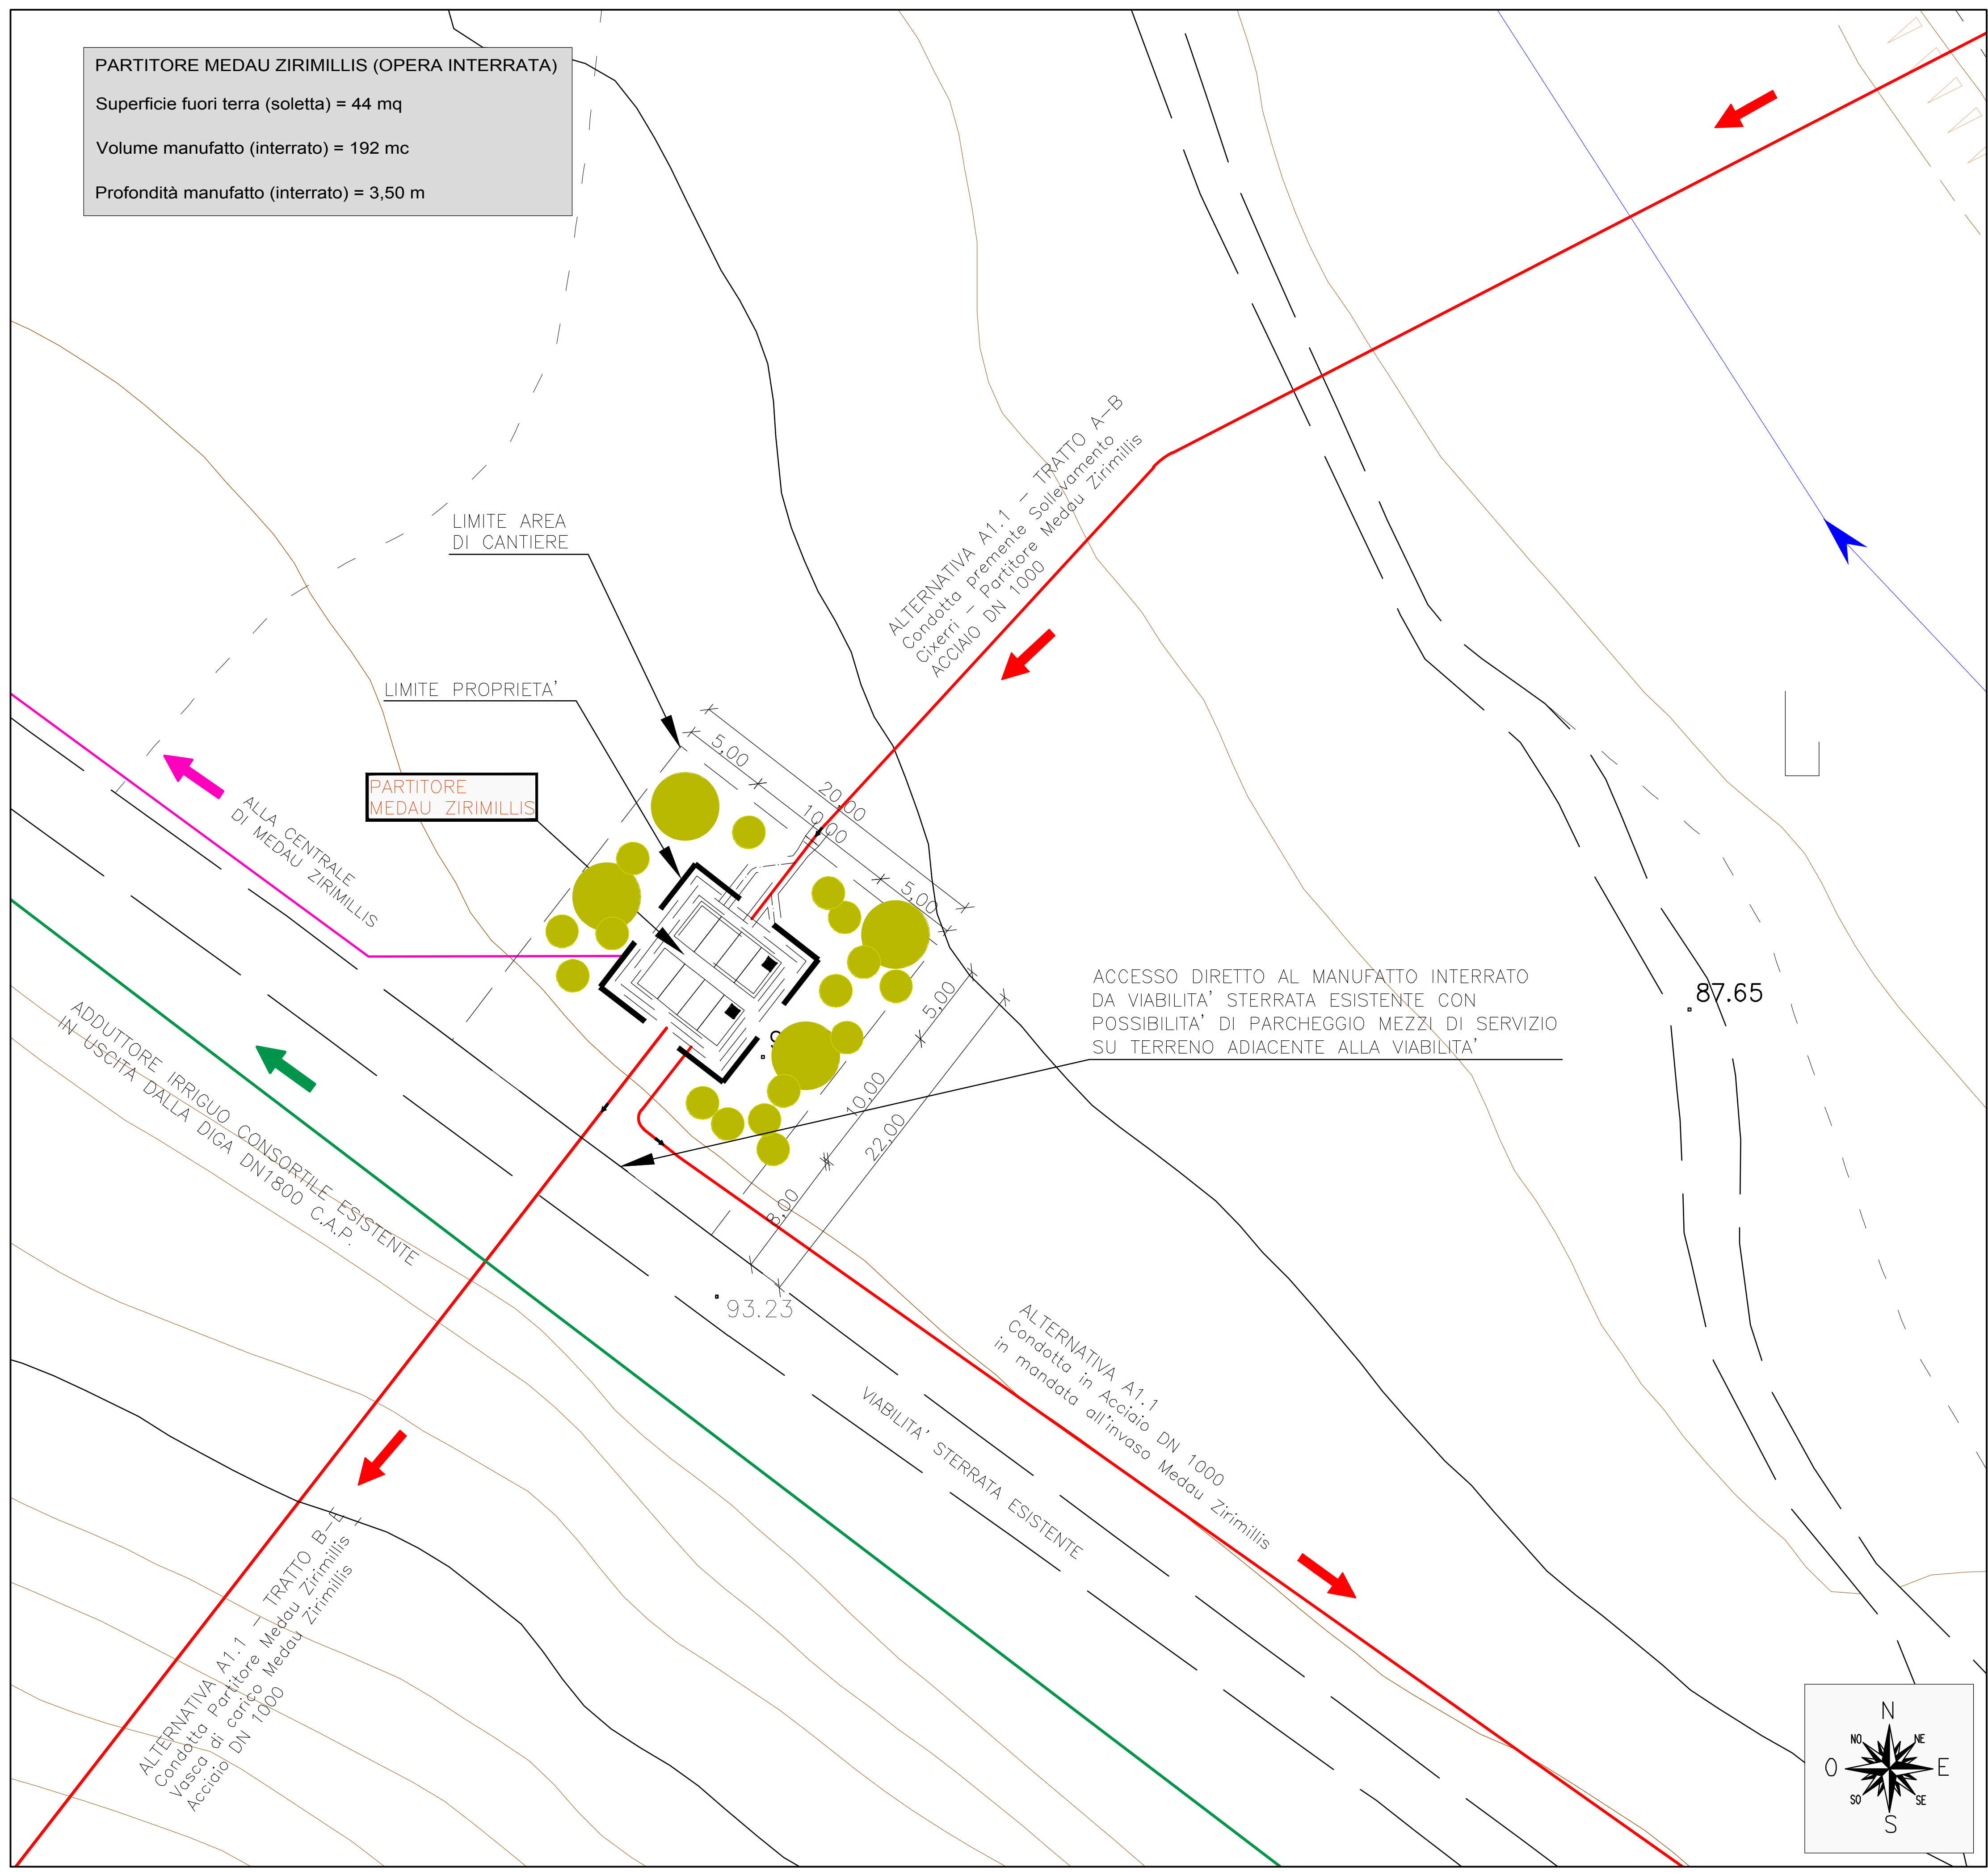 PARTITORE MEDAU ZIRIMILLIS (OPERA INTERRATA)
Superficie fuori terra (soletta) = 44 mq
Volume manufatto (interrato) = 192 mc
Profondità manufatto (interrato) = 3,50 m
ALTERNATIVA A1.1 - TRATTO A-B
Condotta premente Sollevamento
Cixerri - Partitore Medau Zirimillis
ACCIAIO DN 1000
LIMITE AREA
DI CANTIERE
LIMITE PROPRIETA'
PARTITORE
MEDAU ZIRIMILLIS
ALLA CENTRALE
DI MEDAU ZIRIMILLIS
5,00
20,00
10,00
5,00
5,00
10,00
22,00
8,00
ACCESSO DIRETTO AL MANUFATTO INTERRATO
DA VIABILITA' STERRATA ESISTENTE CON
POSSIBILITA' DI PARCHEGGIO MEZZI DI SERVIZIO
SU TERRENO ADIACENTE ALLA VIABILITA'
87.65
ADDUTTORE IRRIGUO CONSORTILE ESISTENTE
IN USCITA DALLA DIGA DN1800 C.A.P.
93.23
ALTERNATIVA A1.1
Condotta in Acciaio DN 1000
in mandata all'invaso Medau Zirimillis
VIABILITA' STERRATA ESISTENTE
ALTERNATIVA A1.1 - TRATTO
Condotta Partitore Medau Zirimillis -
Vasca di carico Medau Zirimillis
Acciaio DN 1000
N
NO
NE
O
E
SO
SE
S